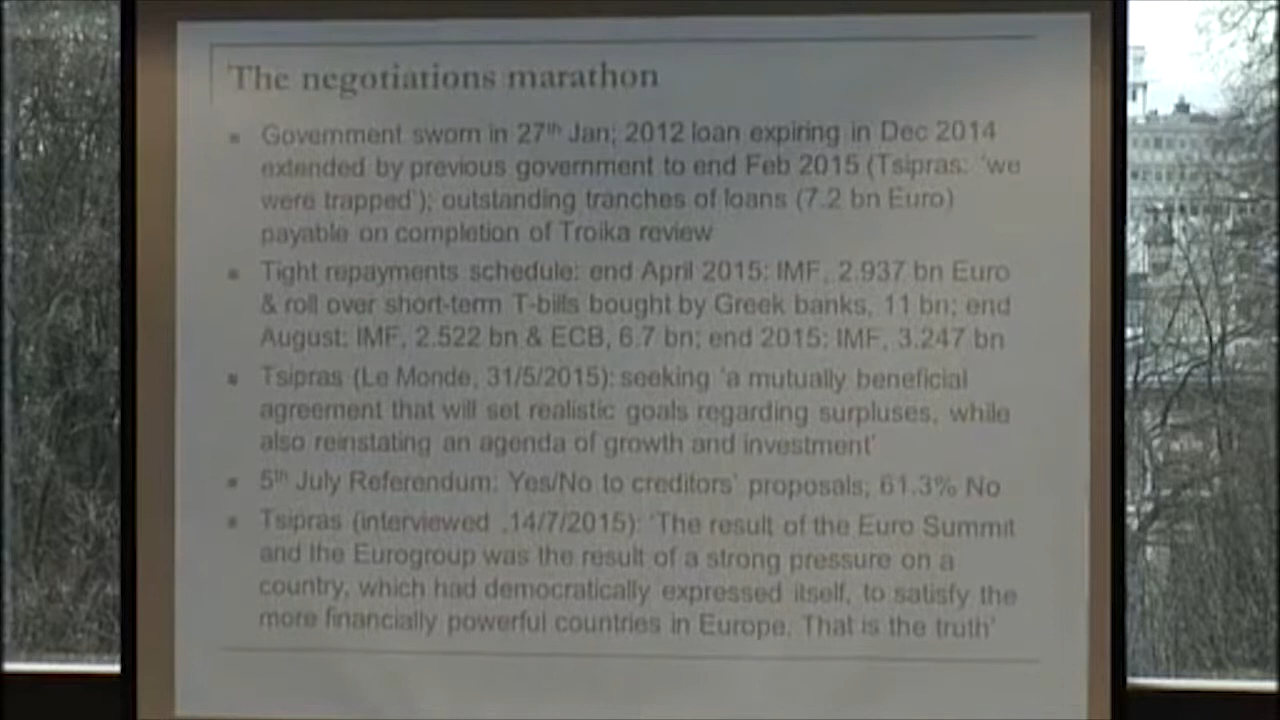 The negotiations marathon
Government sworn in 27th Jan; 2012 loan expiring in Dec 2014
extended by previous government to end Feb 2015 (Tsipras: 'we
were trapped'); outstanding tranches of loans (7.2 bn Euro)
payable on completion of Troika review
Tight repayments schedule: end April 2015: IMF, 2.937 bn Euro
& roll over short-term T-bills bought by Greek banks, 11 bn; end
August: IMF, 2.522 bn & ECB, 6.7 bn; end 2015: IMF, 3.247 bn
Tsipras (Le Monde, 31/5/2015): seeking 'a mutually beneficial
agreement that will set realistic goals regarding surpluses, while
also reinstating an agenda of growth and investment'
5th July Referendum: Yes/No to creditors' proposals; 61.3% No
Tsipras (interviewed .14/7/2015): 'The result of the Euro Summit
and the Eurogroup was the result of a strong pressure on a
country, which had democratically expressed itself, to satisfy the
more financially powerful countries in Europe. That is the truth'